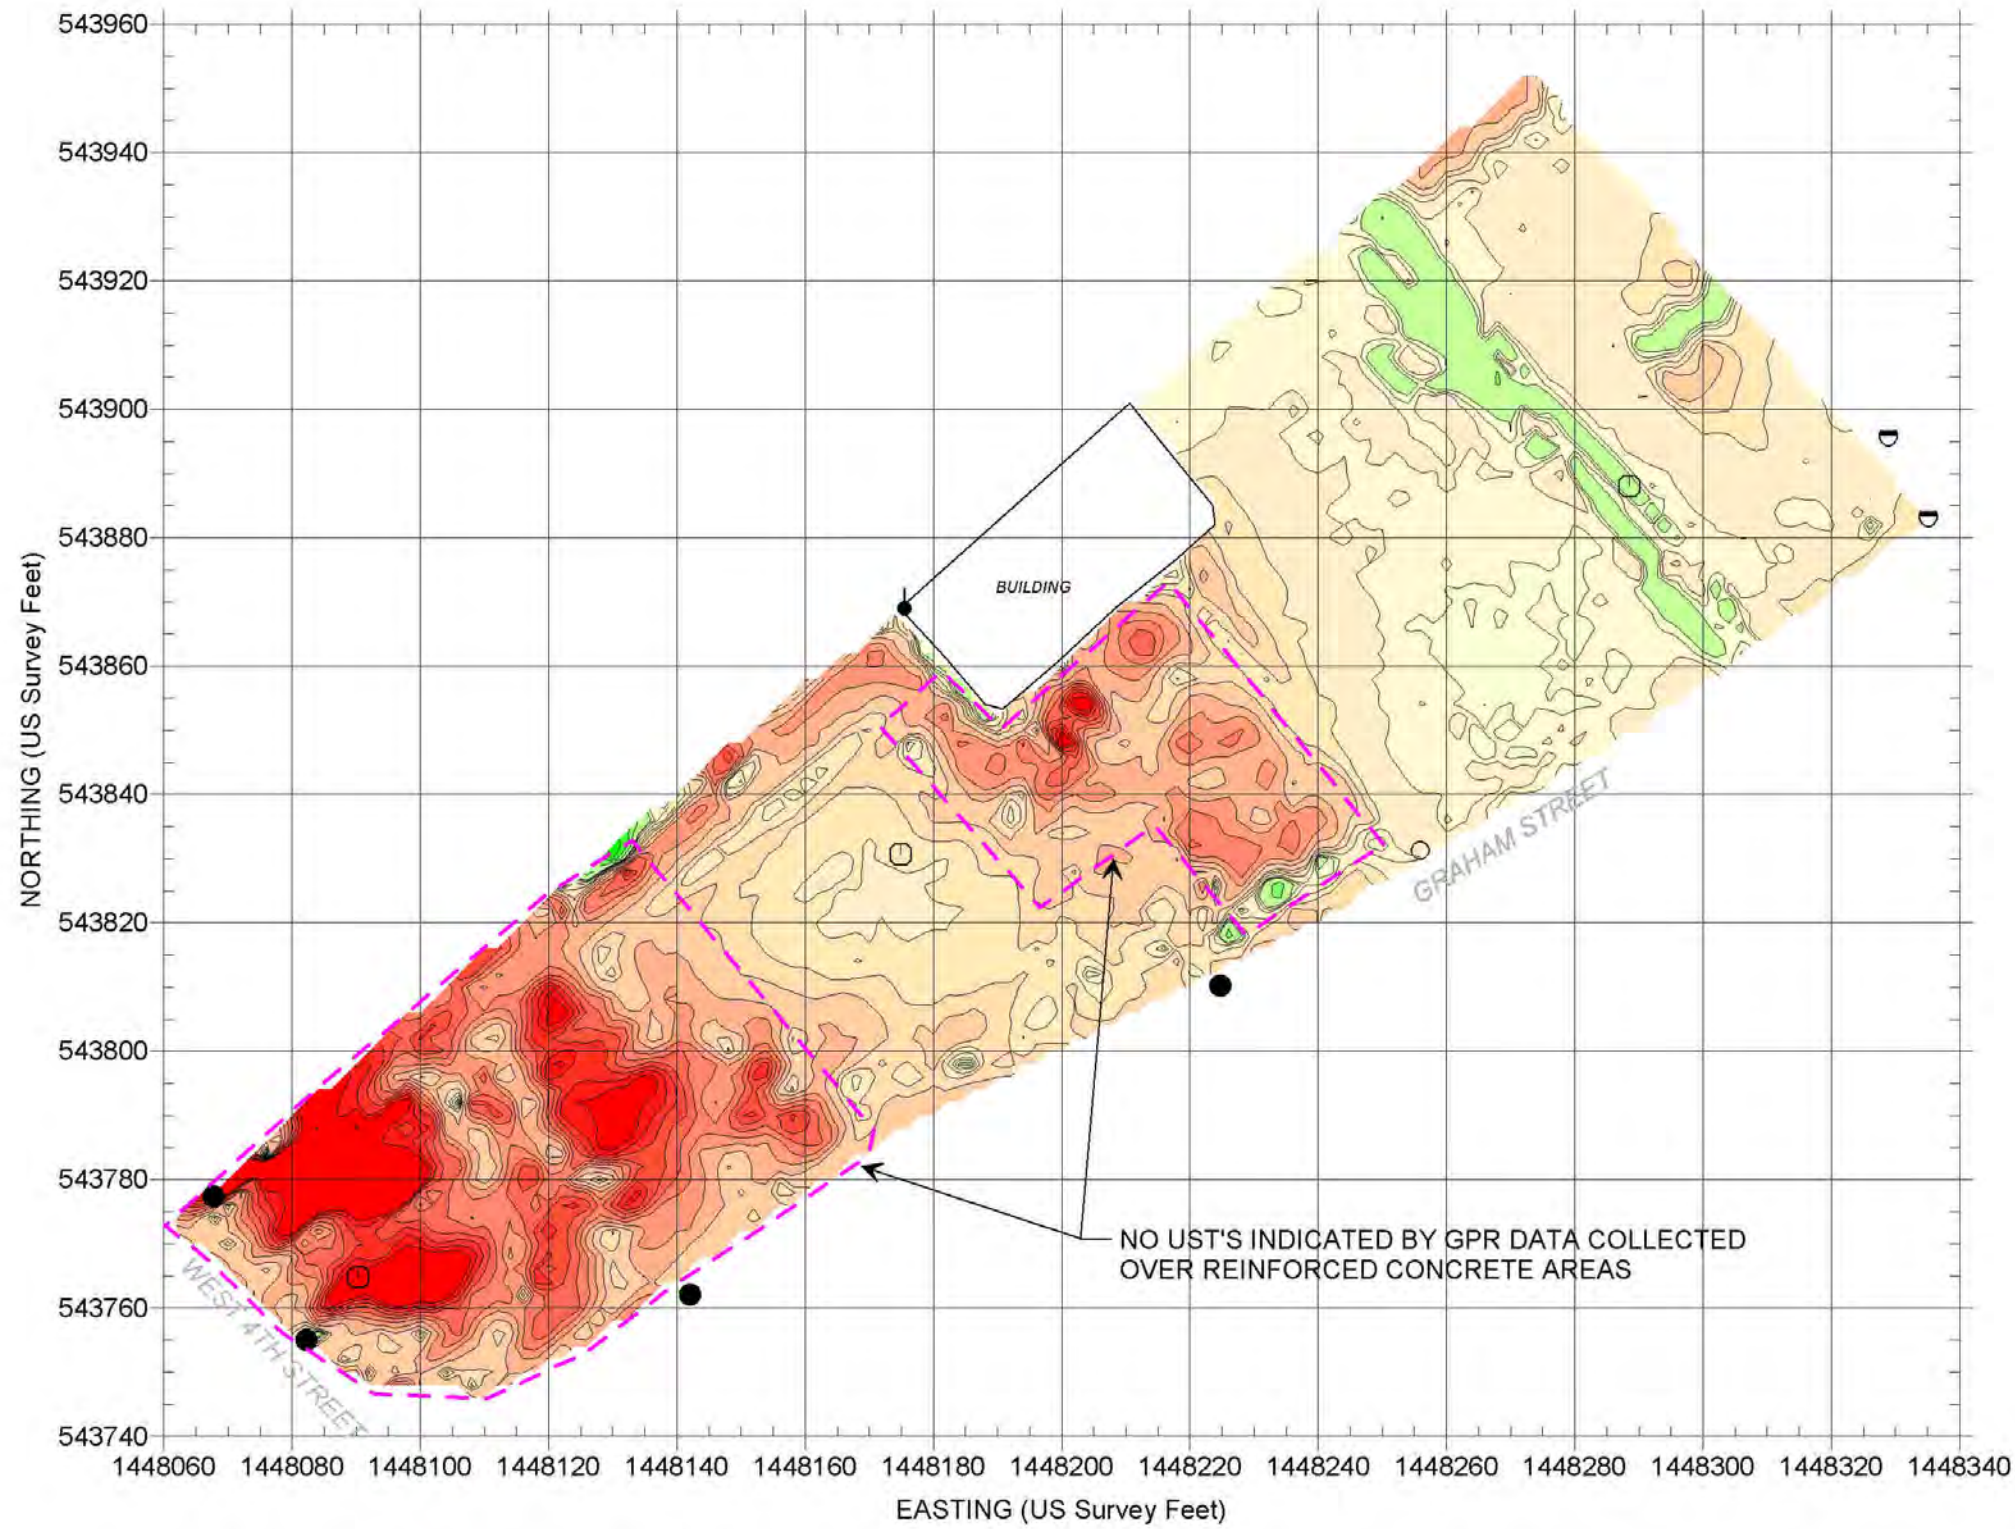 543960
543940
543920
543900
543880
543860
543840
543820
543800
543780
543760
543740
NORTHING (US Survey Feet)
BUILDING
GRAHAM STREET
WEST 4TH STREET
NO UST'S INDICATED BY GPR DATA COLLECTED
OVER REINFORCED CONCRETE AREAS
1448060 1448080 1448100 1448120 1448140 1448160 1448180 1448200 1448220 1448240 1448260 1448280 1448300 1448320 1448340
EASTING (US Survey Feet)